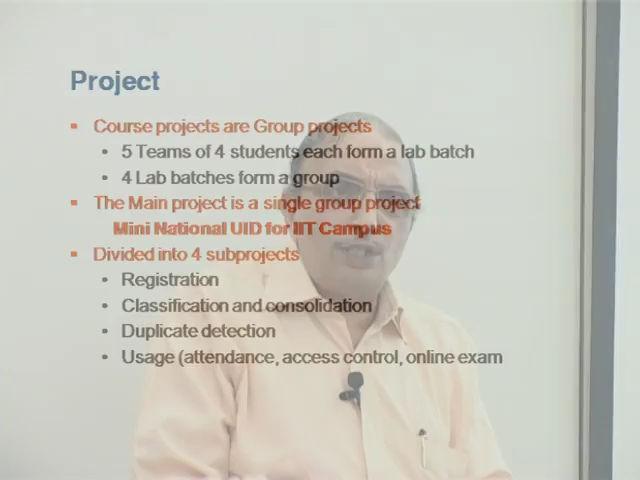 Project
Course projects are Group projects
5 Teams of 4 students each form a lab batch
4 Lab batches form a group
The Main project is a single group project
Mini National UID for IIT Campus
Divided into 4 subprojects
Registration
Classification and consolidation
Duplicate detection
Usage (attendance, access control, online exam